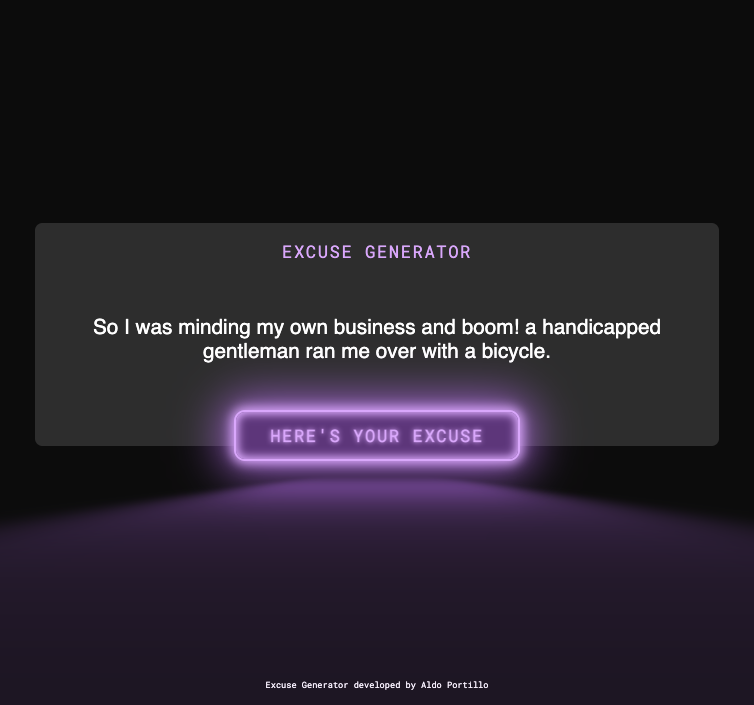 EXCUSE GENERATOR
So I was minding my own business and boom! a handicapped
gentleman ran me over with a bicycle.
HERE'S YOUR EXCUSE
Excuse Generator developed by Aldo Portillo